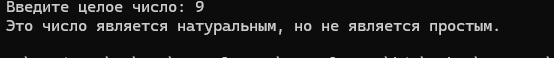 Введите целое число: 9
Это число является натуральным, но не является простым.